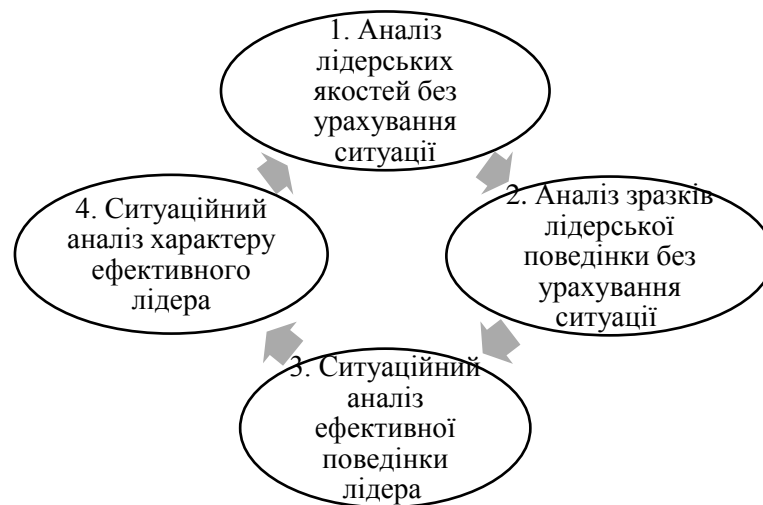 1. Аналіз
лідерських
якостей без
урахування
ситуації
2. Аналіз зразків
лідерської
поведінки без
урахування
ситуації
3. Ситуаційний
аналіз
ефективної
поведінки
лідера
4. Ситуаційний
аналіз характеру
ефективного
лідера